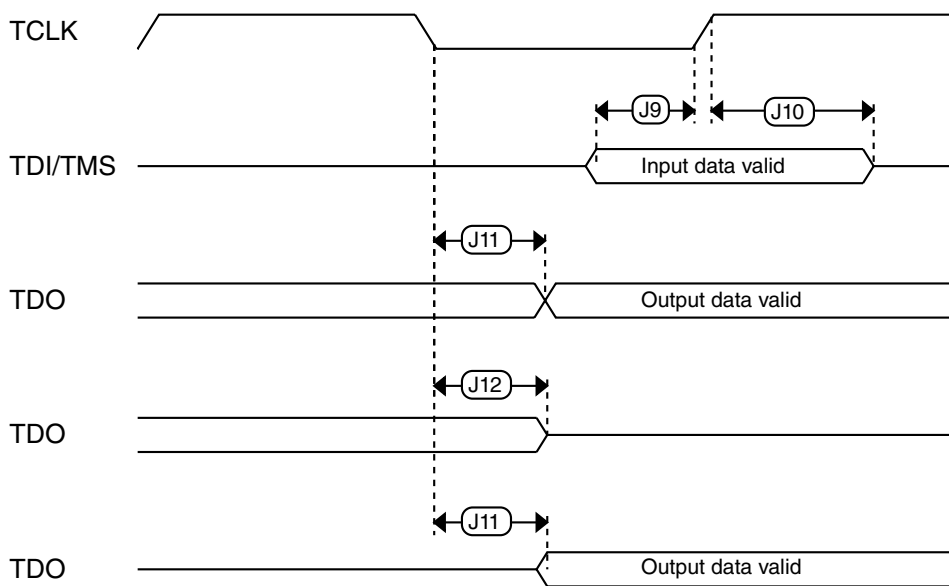 TCLK
J9
J10
TDI/TMS
Input data valid
J11
TDO
Output data valid
J12
TDO
J11
TDO
Output data valid